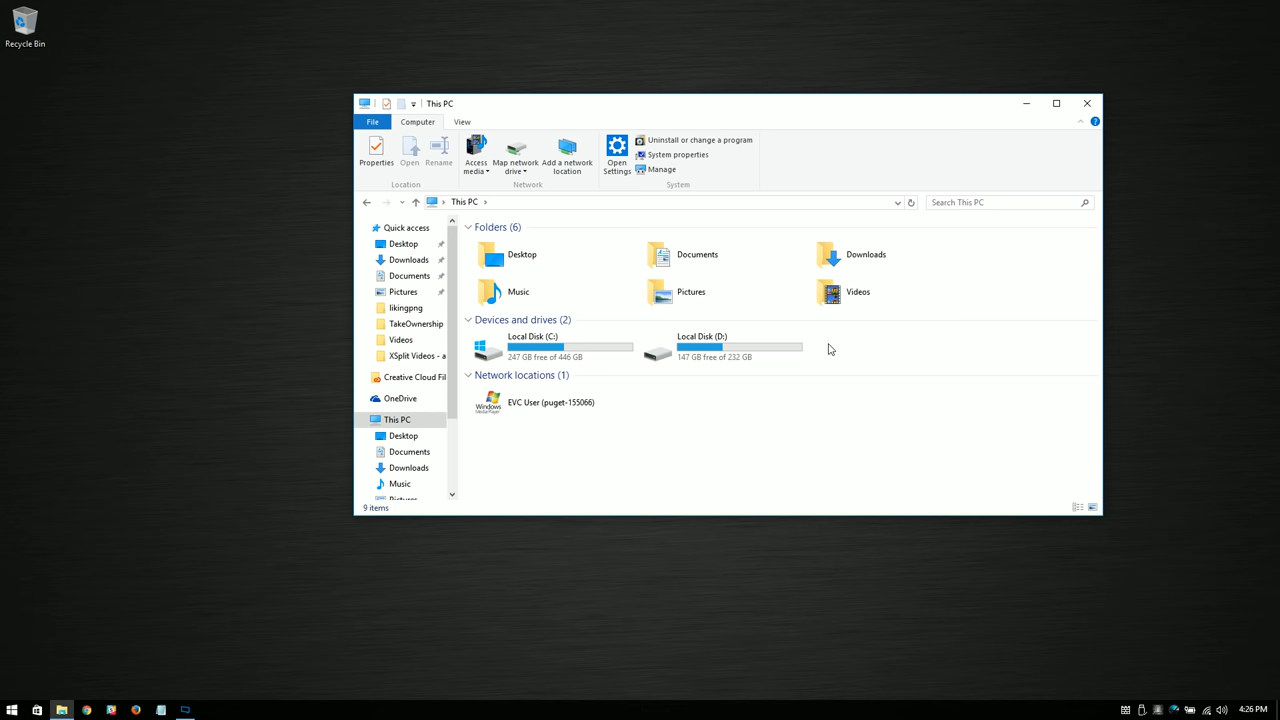 Recycle Bin
This PC
File
Computer
View
Properties
Open
Rename
Access media
Map network drive
Add a network location
Open Settings
Uninstall or change a program
System properties
Manage
Location
Network
System
This PC
Search This PC
Quick access
Desktop
Downloads
Documents
Pictures
likingpng
TakeOwnership
Videos
XSplit Videos - a
Creative Cloud Fil
OneDrive
This PC
Desktop
Documents
Downloads
Music
Pictures
Folders (6)
Desktop
Documents
Downloads
Music
Pictures
Videos
Devices and drives (2)
Local Disk (C:)
247 GB free of 446 GB
Local Disk (D:)
147 GB free of 232 GB
Network locations (1)
Windows
Media Player
EVC User (puget-155066)
9 items
4:26 PM